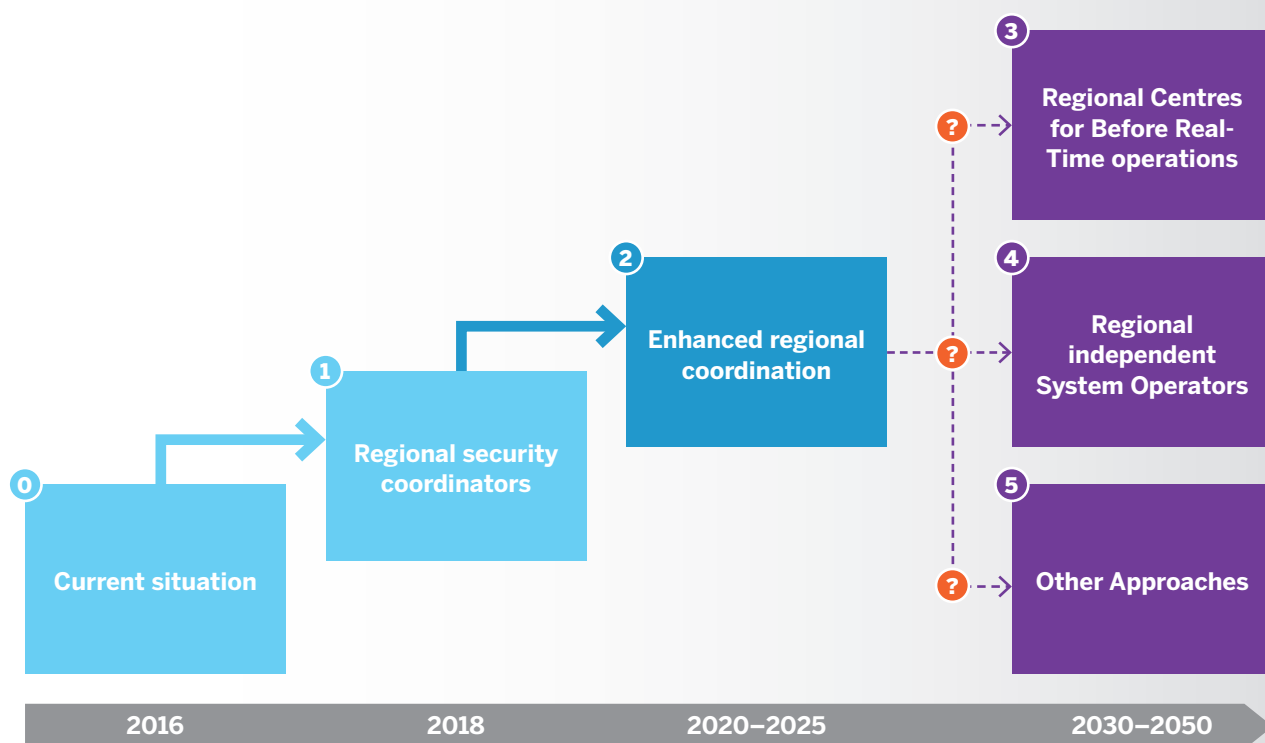 0
Current situation
1
Regional security
coordinators
2
Enhanced regional
coordination
?
?
?
3
Regional Centres
for Before Real-
Time operations
4
Regional
independent
System Operators
5
Other Approaches
2016
2018
2020–2025
2030–2050